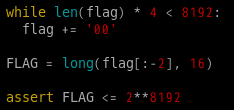 while len(flag) * 4 < 8192:
  flag += '00'

FLAG = long(flag[:-2], 16)

assert FLAG <= 2**8192